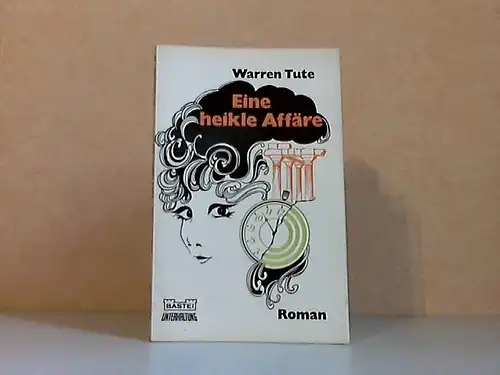 Warren Tute
Eine
heikle Affäre
BASTEI
UNTERHALTUNG
Roman